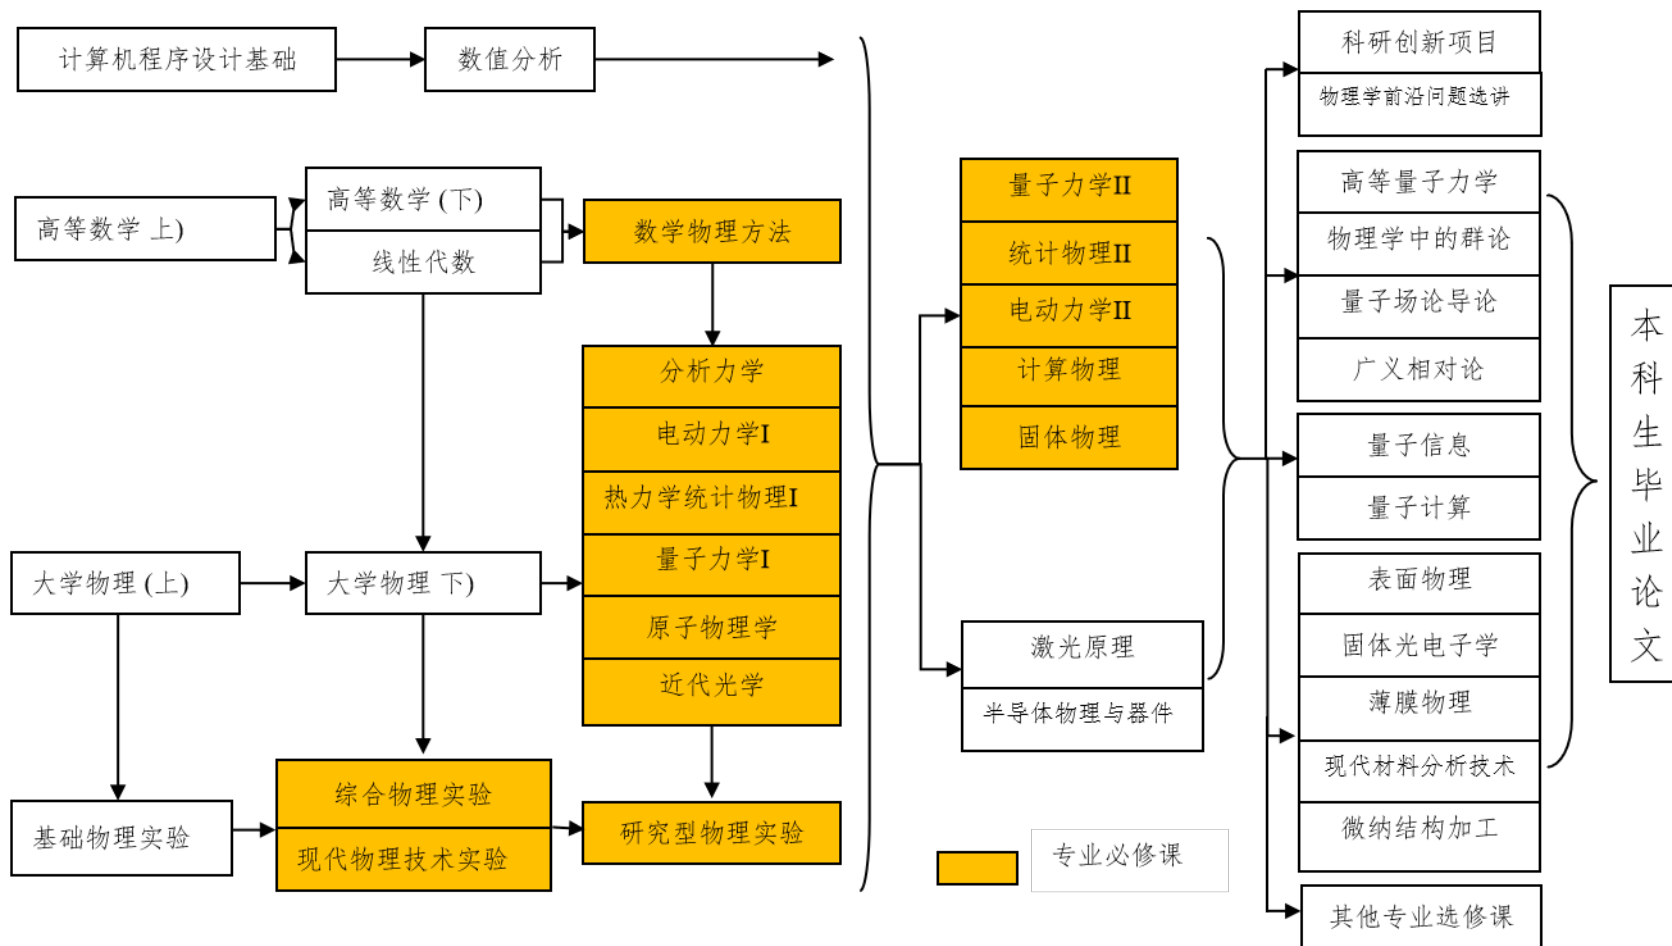 计算机程序设计基础
数值分析
高等数学 上)
高等数学 (下)
线性代数
数学物理方法
分析力学
电动力学I
热力学统计物理I
量子力学I
原子物理学
近代光学
大学物理 (上)
大学物理 下)
基础物理实验
综合物理实验
现代物理技术实验
研究型物理实验
量子力学II
统计物理II
电动力学II
计算物理
固体物理
激光原理
半导体物理与器件
专业必修课
科研创新项目
物理学前沿问题选讲
高等量子力学
物理学中的群论
量子场论导论
广义相对论
量子信息
量子计算
表面物理
固体光电子学
薄膜物理
现代材料分析技术
微纳结构加工
其他专业选修课
本科生毕业论文